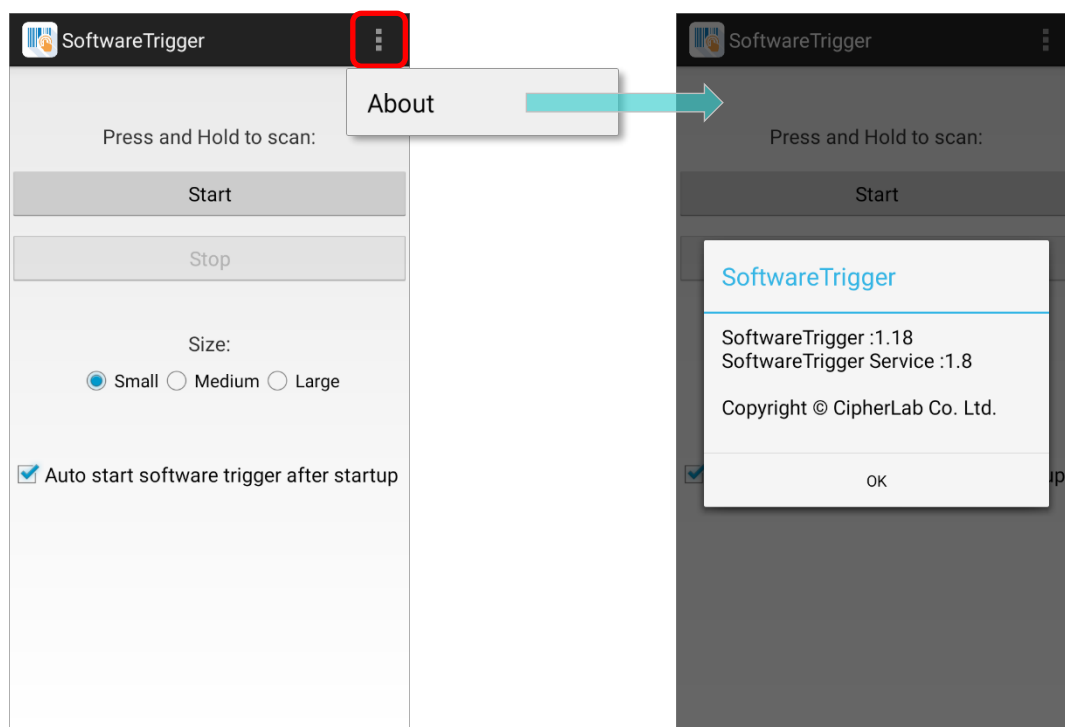 SoftwareTrigger
About
Press and Hold to scan:
Start
Stop
Size:
Small Medium Large
Auto start software trigger after startup
SoftwareTrigger
Press and Hold to scan:
Start
SoftwareTrigger
SoftwareTrigger :1.18
SoftwareTrigger Service :1.8
Copyright © CipherLab Co. Ltd.
OK
up